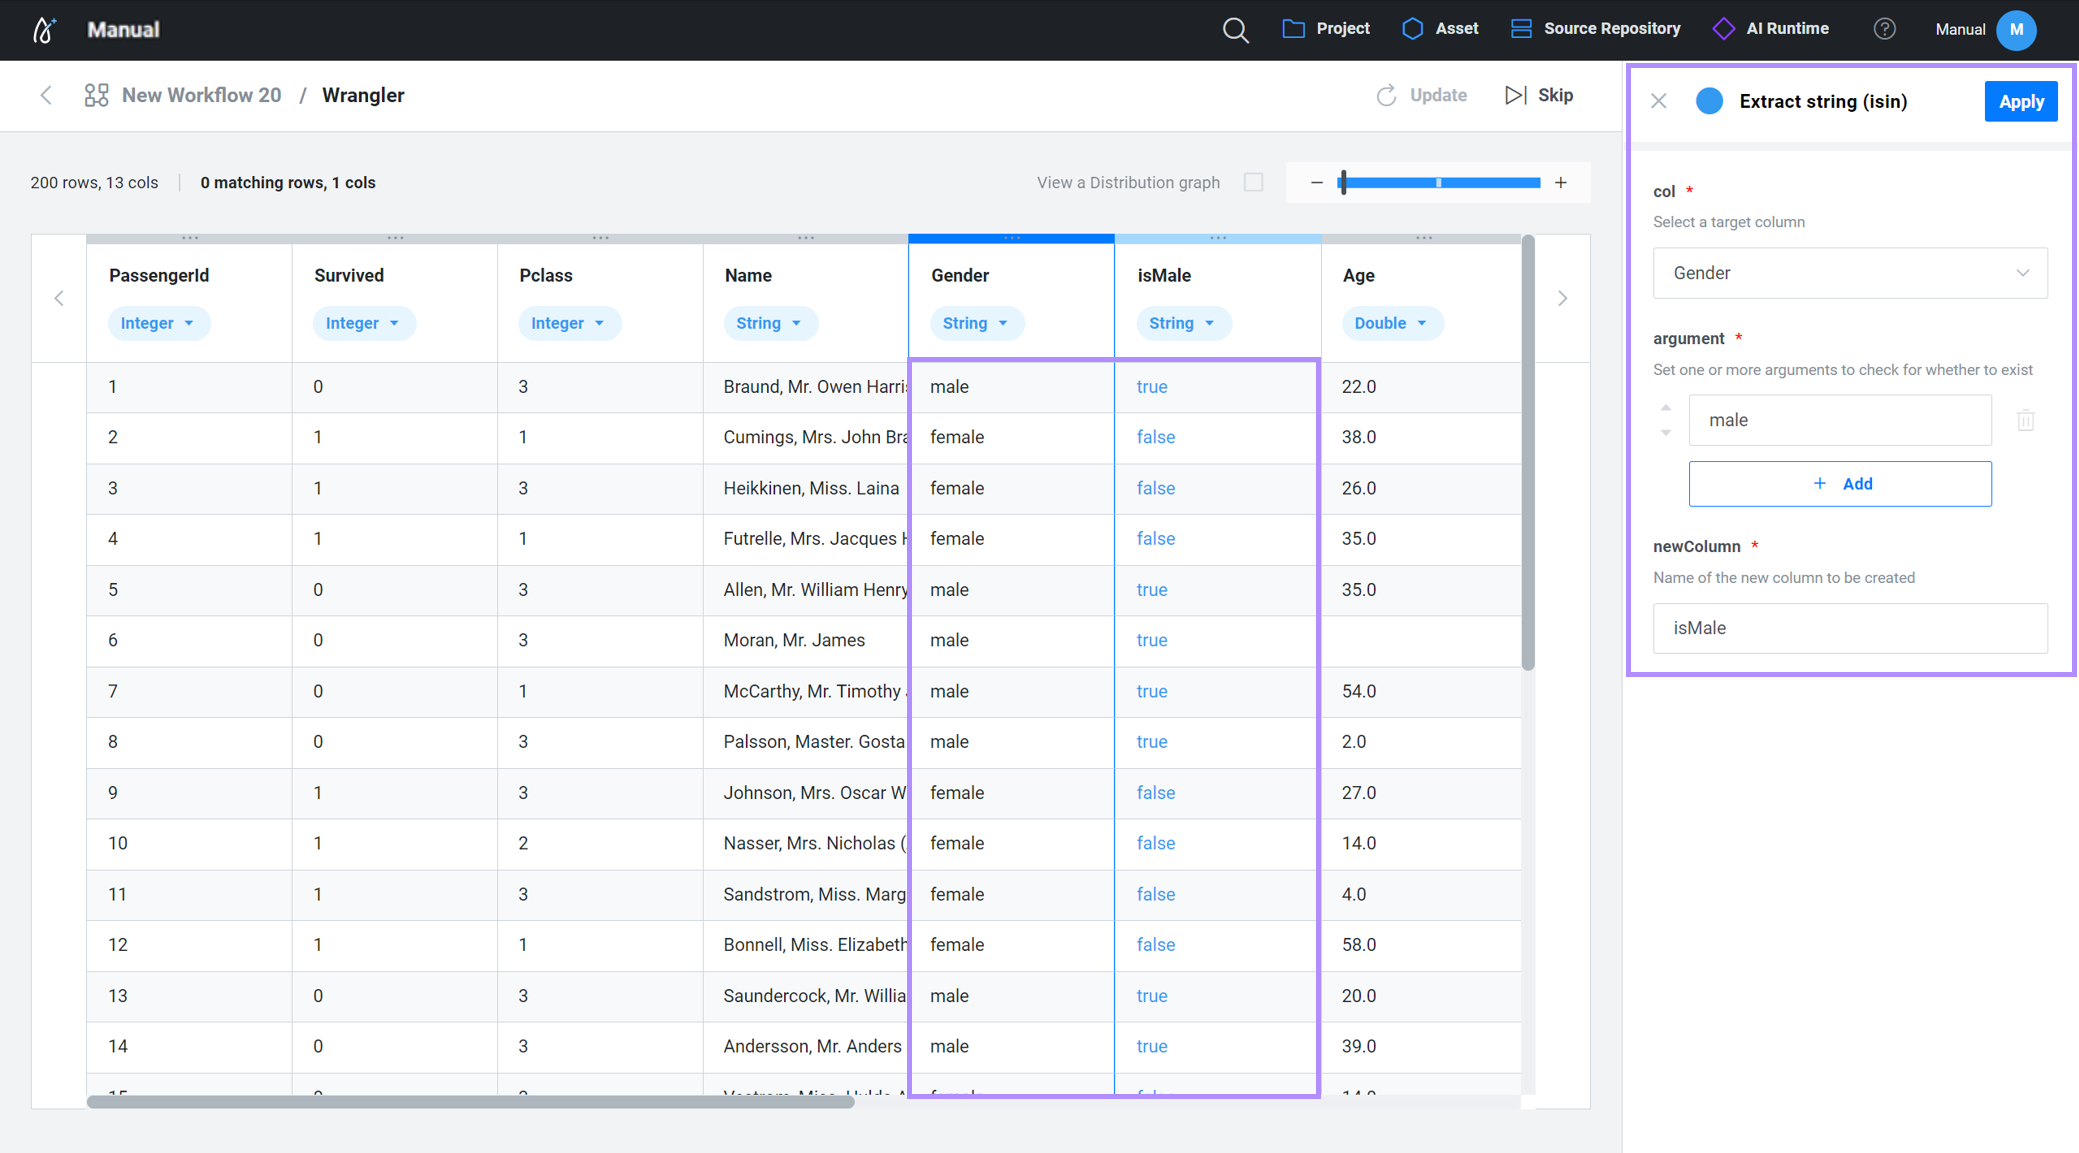 Manual
Project
Asset
Source Repository
AI Runtime
?
Manual
M
New Workflow 20 / Wrangler
Update
Skip
200 rows, 13 cols
0 matching rows, 1 cols
View a Distribution graph
PassengerId Survived Pclass Name Gender isMale Age
Integer Integer Integer String String String Double
1 0 3 Braund, Mr. Owen Harris male true 22.0
2 1 1 Cumings, Mrs. John Bra female false 38.0
3 1 3 Heikkinen, Miss. Laina female false 26.0
4 1 1 Futrelle, Mrs. Jacques H female false 35.0
5 0 3 Allen, Mr. William Henry male true 35.0
6 0 3 Moran, Mr. James male true
7 0 1 McCarthy, Mr. Timothy male true 54.0
8 0 3 Palsson, Master. Gosta male true 2.0
9 1 3 Johnson, Mrs. Oscar W female false 27.0
10 1 2 Nasser, Mrs. Nicholas ( female false 14.0
11 1 3 Sandstrom, Miss. Marg female false 4.0
12 1 1 Bonnell, Miss. Elizabeth female false 58.0
13 0 3 Saundercock, Mr. Willia male true 20.0
14 0 3 Andersson, Mr. Anders male true 39.0
Extract string (isin)
Apply
col *
Select a target column
Gender
argument *
Set one or more arguments to check for whether to exist
male
+ Add
newColumn *
Name of the new column to be created
isMale